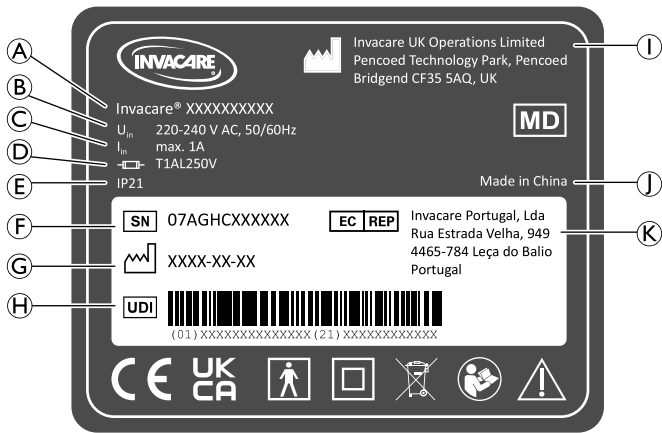 INVACARE
Invacare UK Operations Limited
Pencoed Technology Park, Pencoed
Bridgend CF35 5AQ, UK
I
A
Invacare® XXXXXXXXXX
B
Uin 220-240 V AC, 50/60Hz
MD
C
Iin max. 1A
D
T1AL250V
E
IP21
Made in China
J
F
SN 07AGHCXXXXXX
EC REP
Invacare Portugal, Lda
Rua Estrada Velha, 949
4465-784 Leça do Balio
Portugal
K
G
XXXX-XX-XX
H
UDI
(01)XXXXXXXXXXXXXX(21)XXXXXXXXXXXX
CE
UK
CA